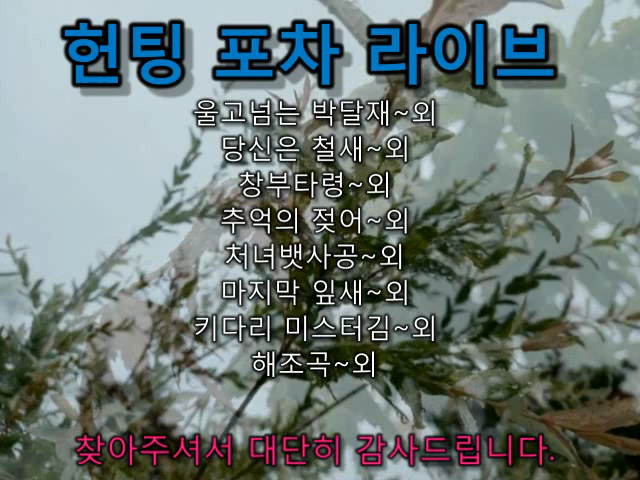 헌팅 포차 라이브
울고넘는 박달재~외
당신은 철새~외
창부타령~외
추억의 젖어~외
처녀뱃사공~외
마지막 잎새~외
키다리 미스터김~외
해조곡~외
찾아주셔서 대단히 감사드립니다.